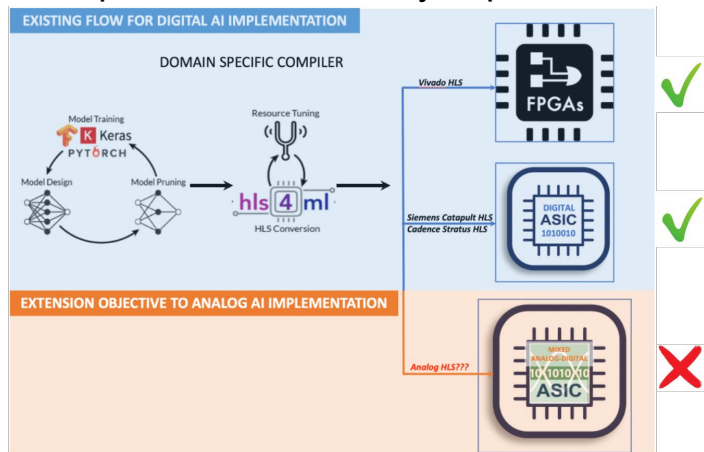 EXISTING FLOW FOR DIGITAL AI IMPLEMENTATION
DOMAIN SPECIFIC COMPILER
Model Training
Keras
PYTORCH
Model Design
Model Pruning
Resource Tuning
hls 4 ml
HLS Conversion
Vivado HLS
FPGAs
Siemens Catapult HLS
Cadence Stratus HLS
DIGITAL
ASIC
1010010
EXTENSION OBJECTIVE TO ANALOG AI IMPLEMENTATION
Analog HLS???
MIXED
ANALOG-DIGITAL
ASIC